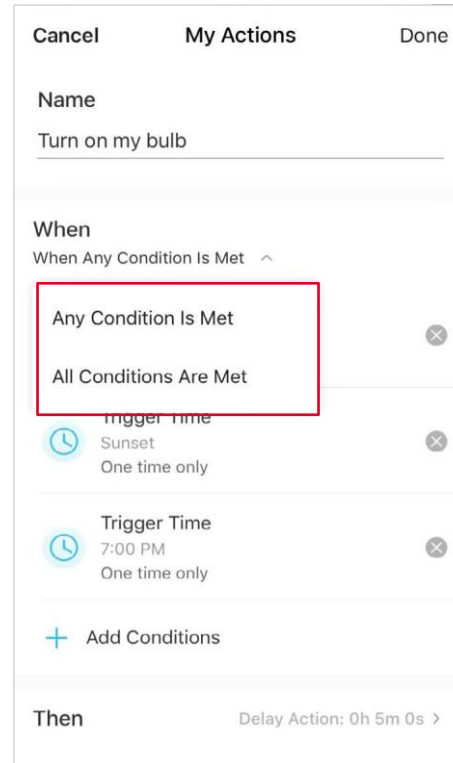 Cancel My Actions Done
Name
Turn on my bulb
When
When Any Condition Is Met
Any Condition Is Met
All Conditions Are Met
Trigger Time
Sunset
One time only
Trigger Time
7:00 PM
One time only
Add Conditions
Then Delay Action: 0h 5m 0s >